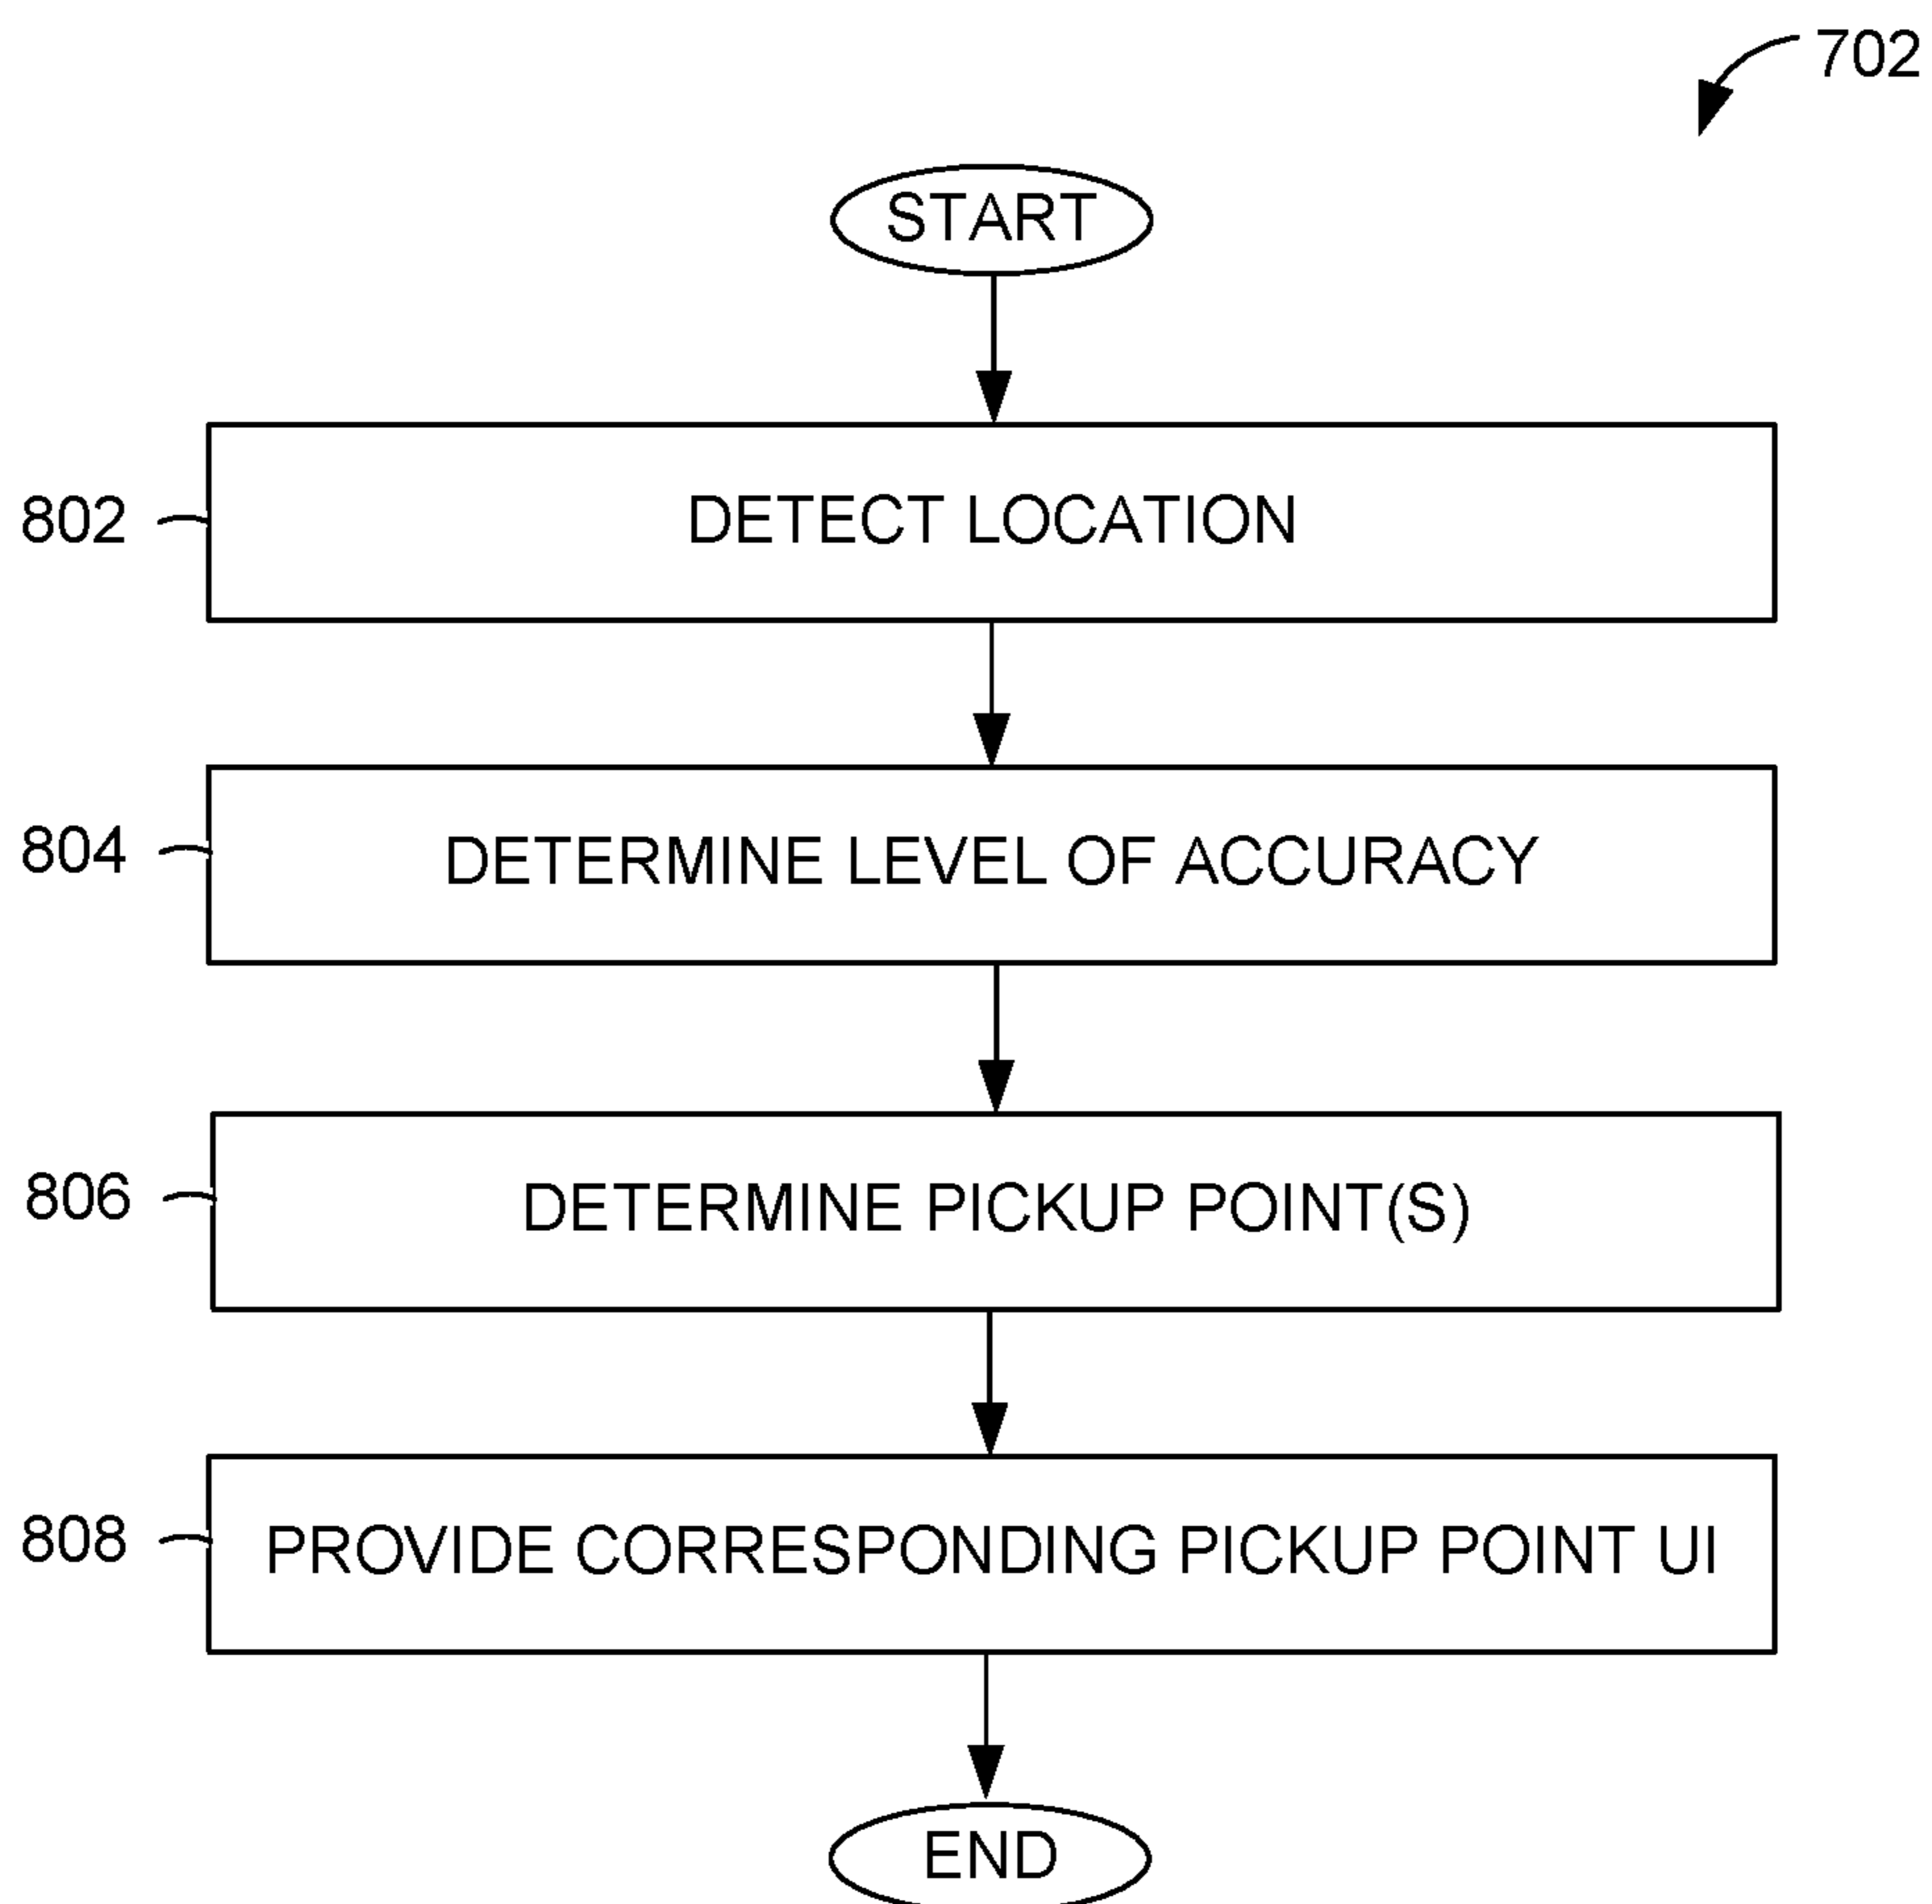 702
START
802 DETECT LOCATION
804 DETERMINE LEVEL OF ACCURACY
806 DETERMINE PICKUP POINT(S)
808 PROVIDE CORRESPONDING PICKUP POINT UI
END